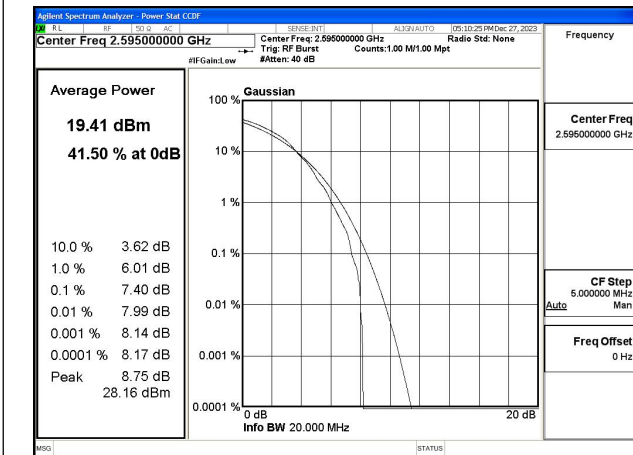 Agilent Spectrum Analyzer - Power Stat CCDF
LXI RL RF 50 Ω AC SENSE:INT ALIGN AUTO 05:10:25 PM Dec 27, 2023
Center Freq 2.595000000 GHz
Center Freq: 2.595000000 GHz Radio Std: None
Trig: RF Burst Counts:1.00 M/1.00 Mpt
#IFGain:Low #Atten: 40 dB
Frequency
Average Power
19.41 dBm
41.50 % at 0dB
10.0 % 3.62 dB
1.0 % 6.01 dB
0.1 % 7.40 dB
0.01 % 7.99 dB
0.001 % 8.14 dB
0.0001 % 8.17 dB
Peak 8.75 dB
28.16 dBm
Gaussian
100 %
10 %
1 %
0.1 %
0.01 %
0.001 %
0.0001 %
0 dB 20 dB
Info BW 20.000 MHz
Center Freq
2.595000000 GHz
CF Step
5.000000 MHz
Auto Man
Freq Offset
0 Hz
MSG STATUS